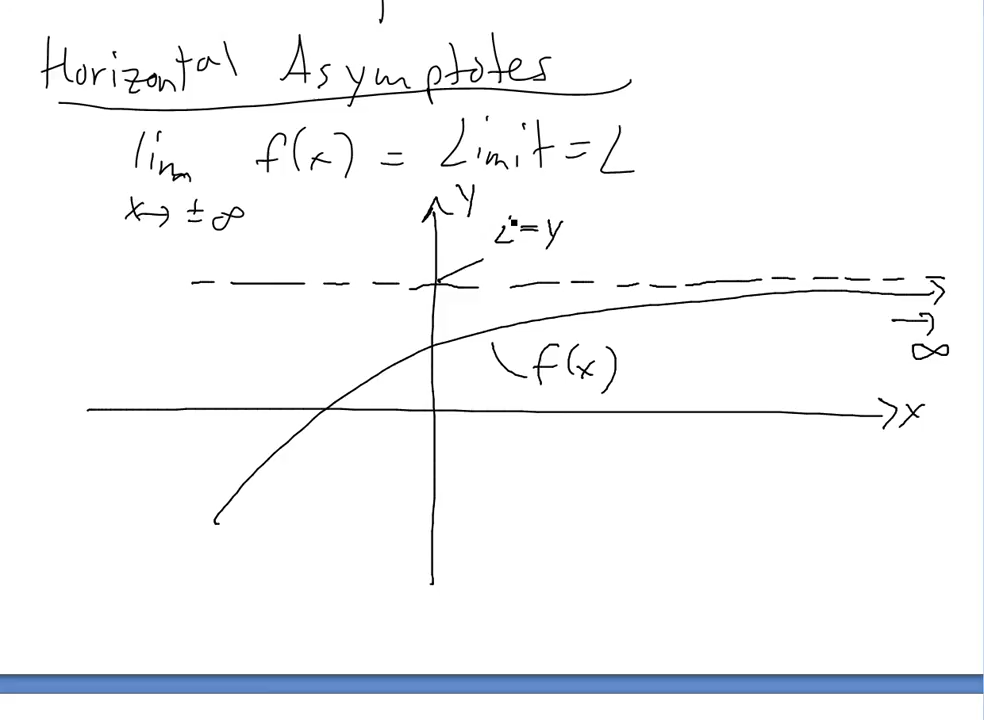 Horizontal Asymptotes
lim f(x) = Limit = L
x→ ±∞
y
L = y
→
∞
f(x)
x